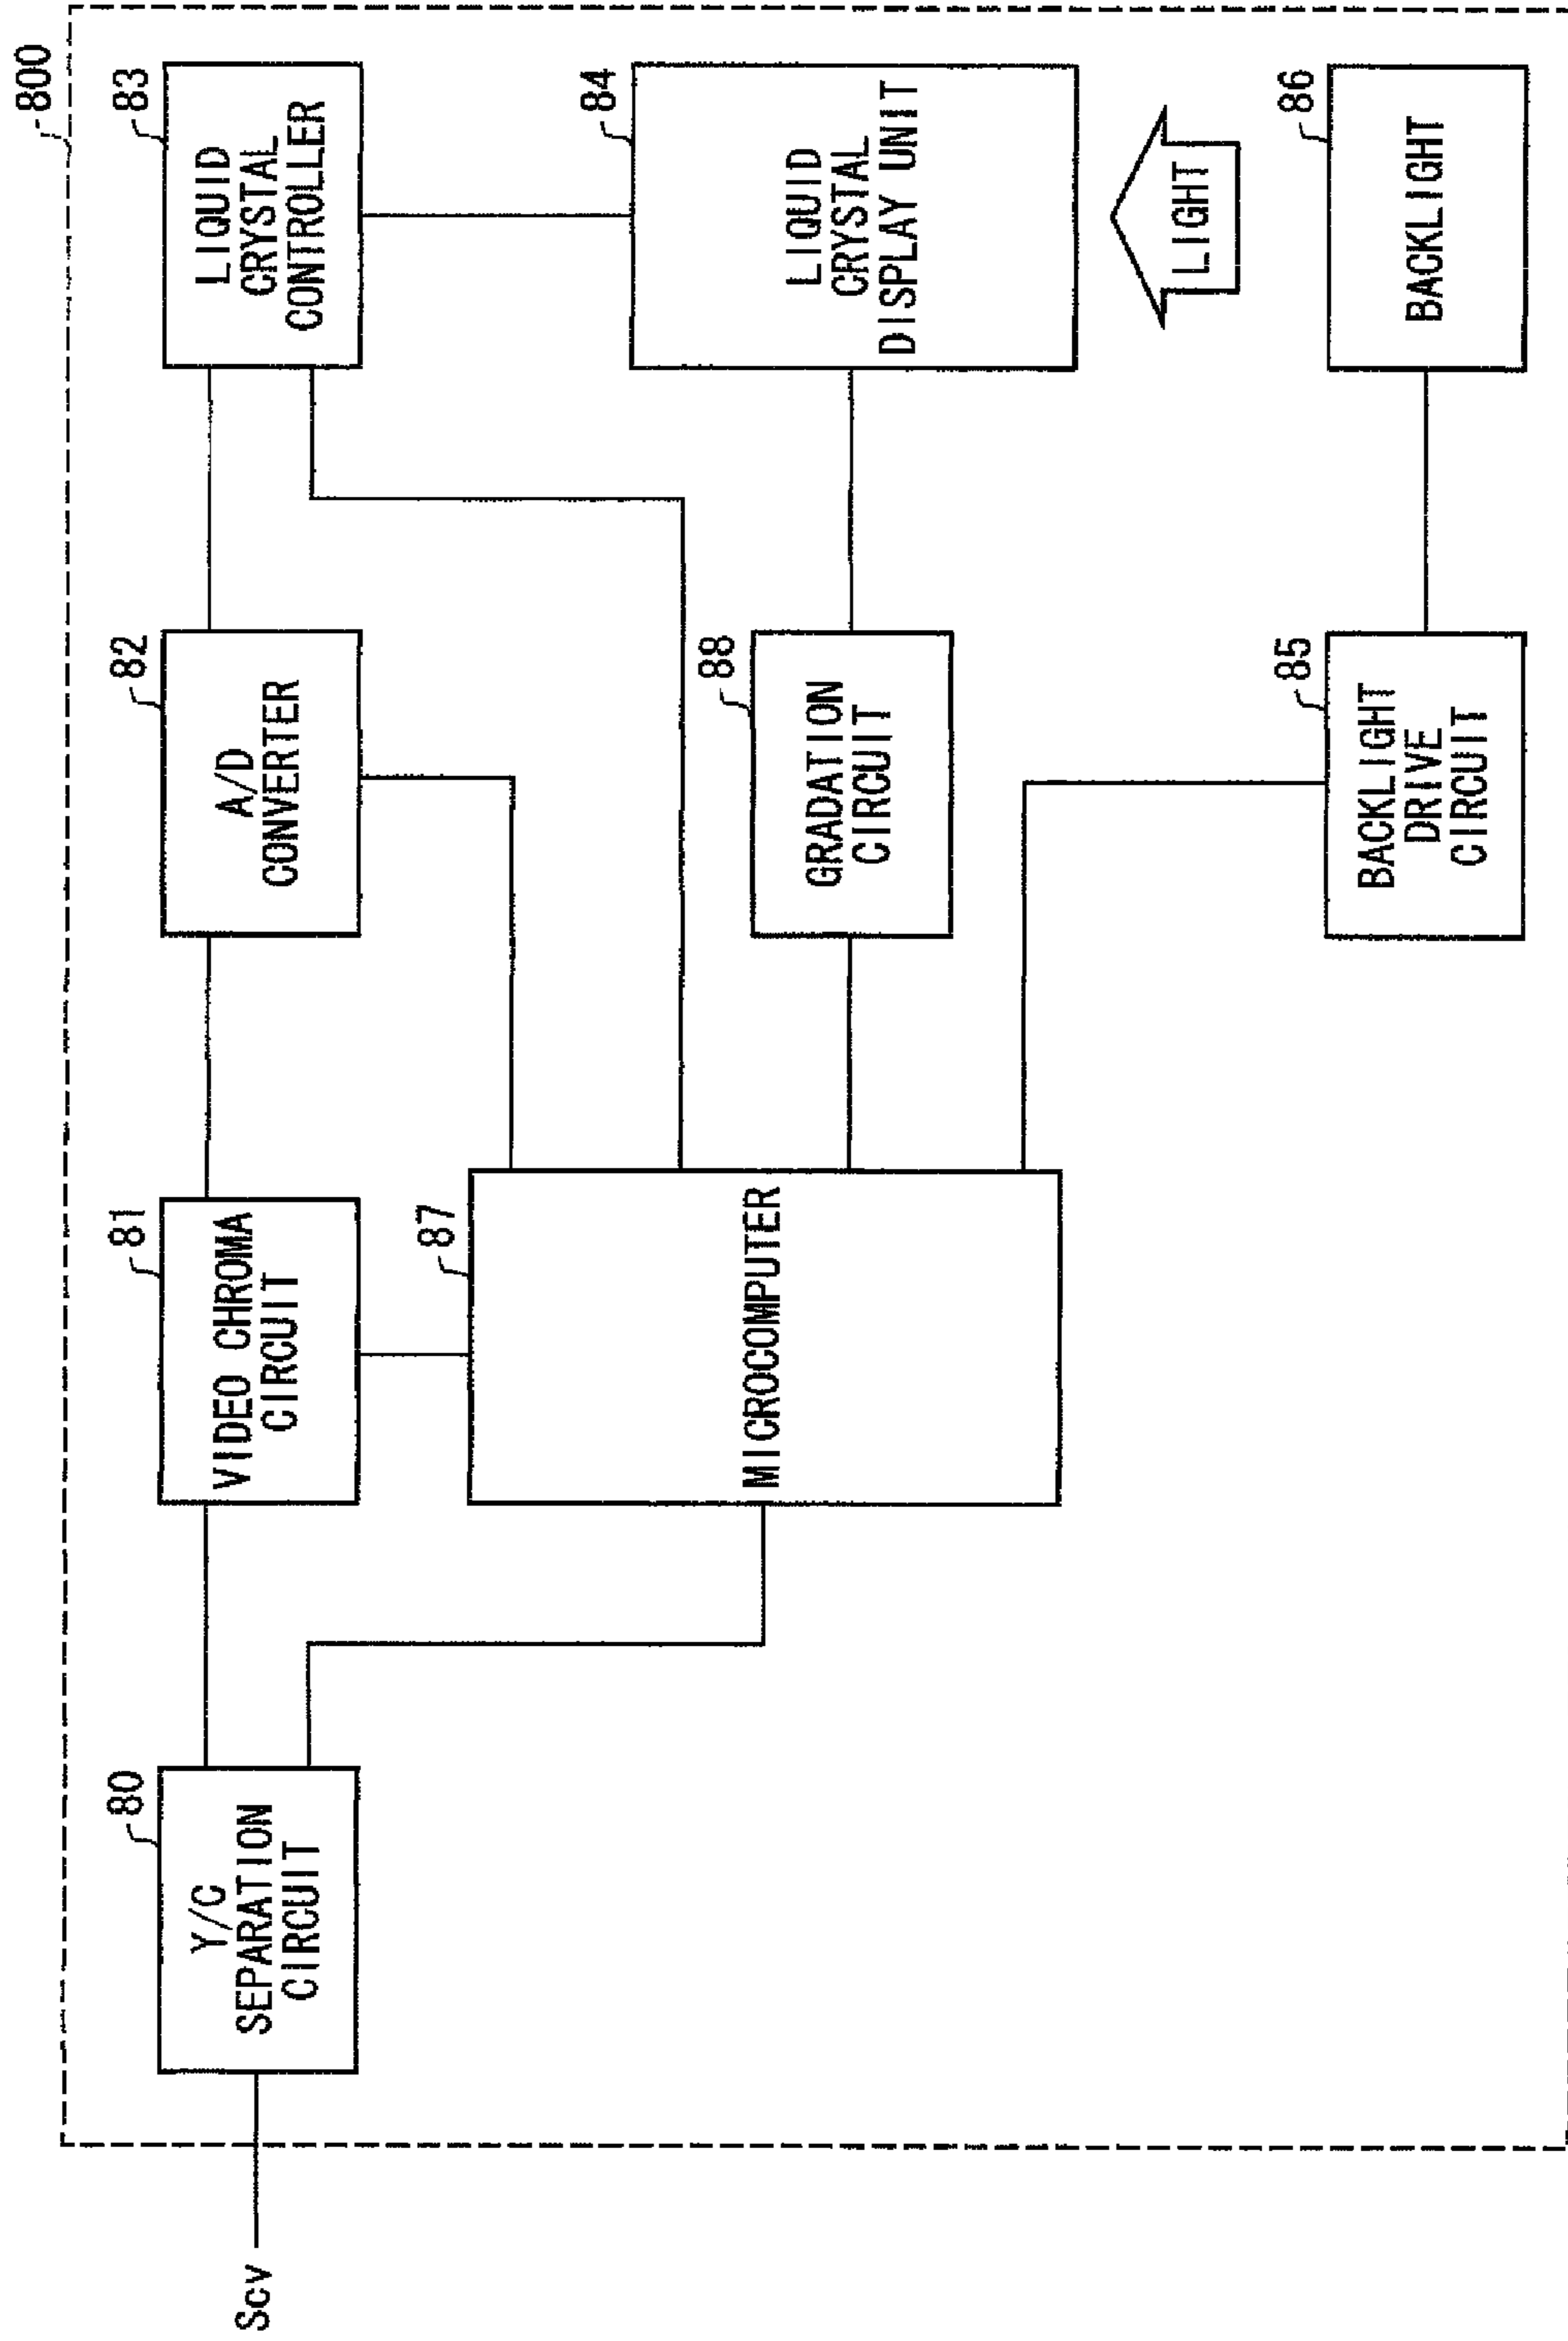 800
80
Y/C
SEPARATION
CIRCUIT
81
VIDEO CHROMA
CIRCUIT
82
A/D
CONVERTER
83
LIQUID
CRYSTAL
CONTROLLER
Scv
87
MICROCOMPUTER
88
GRADATION
CIRCUIT
84
LIQUID
CRYSTAL
DISPLAY UNIT
LIGHT
85
BACKLIGHT
DRIVE
CIRCUIT
86
BACKLIGHT